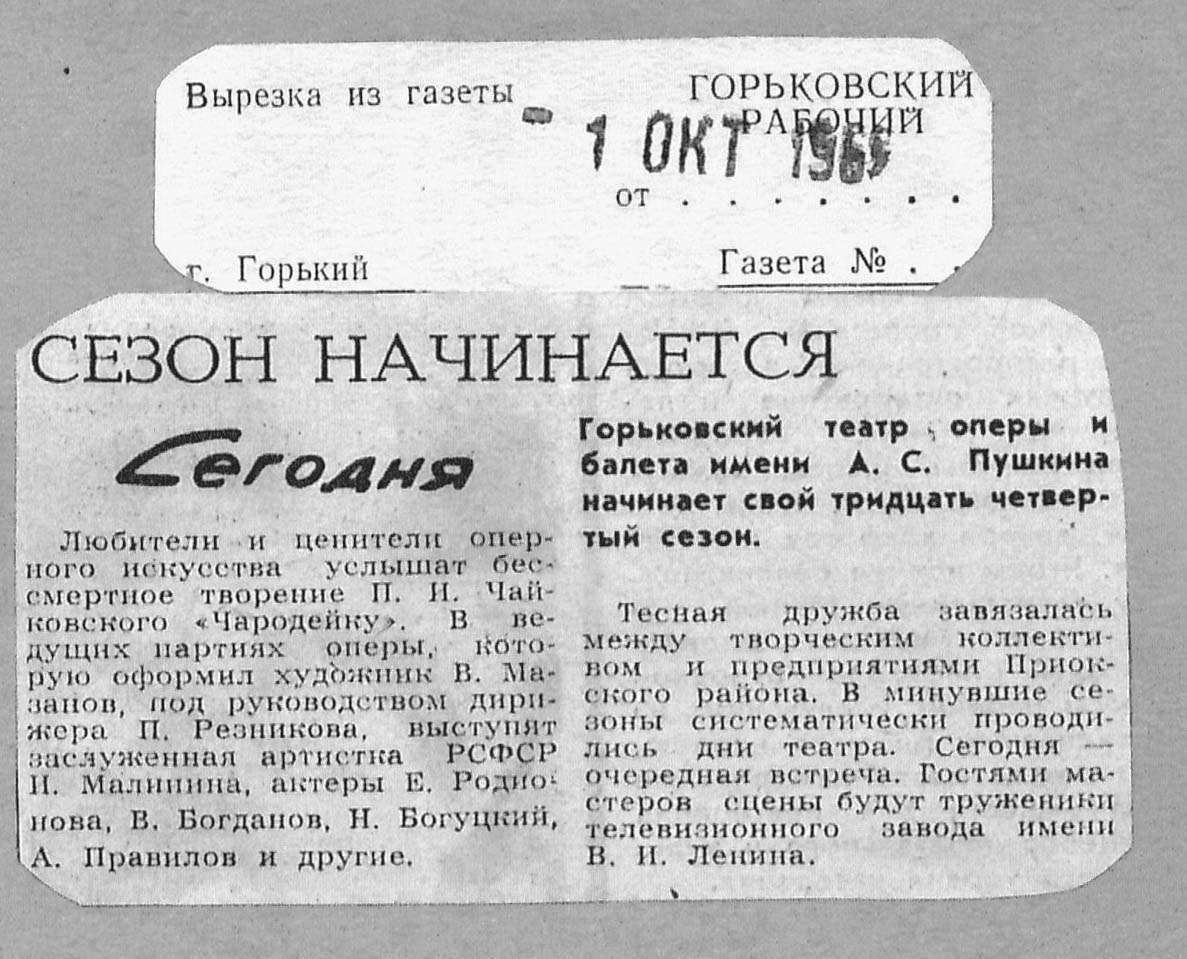 Вырезка из газеты
ГОРЬКОВСКИЙ
РАБОЧИЙ
- 1 ОКТ
от . . . . . . .
г. Горький
Газета № . .
СЕЗОН НАЧИНАЕТСЯ
Сегодня
Любители и ценители опер-
ного искусства услышат бес-
смертное творение П. И. Чай-
ковского «Чародейку». В ве-
дущих партиях оперы, кото-
рую оформил художник В. Ма-
занов, под руководством дири-
жера П. Резникова, выступят
заслуженная артистка РСФСР
И. Малинина, актеры Е. Родио-
нова, В. Богданов, Н. Богуцкий,
А. Правилов и другие.
Горьковский театр оперы и
балета имени А. С. Пушкина
начинает свой тридцать четвер-
тый сезон.
Тесная дружба завязалась
между творческим коллекти-
вом и предприятиями Приок-
ского района. В минувшие се-
зоны систематически проводи-
лись дни театра. Сегодня —
очередная встреча. Гостями ма-
стеров сцены будут труженики
телевизионного завода имени
В. И. Ленина.